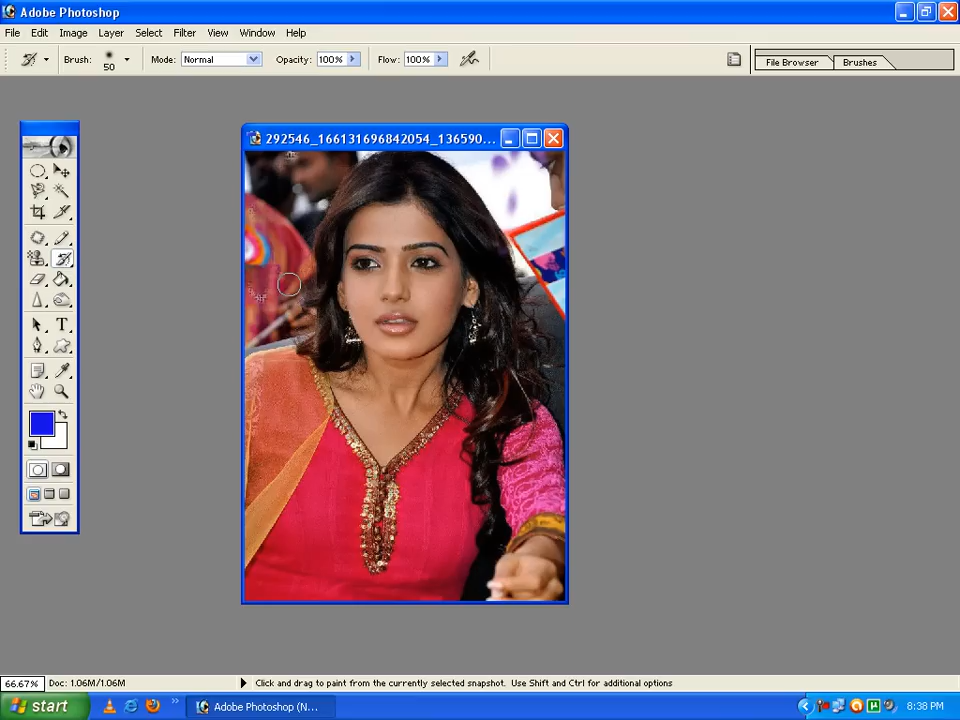 Adobe Photoshop
File Edit Image Layer Select Filter View Window Help
Brush: 50 Mode: Normal Opacity: 100% Flow: 100% File Browser Brushes
292546_166131696842054_136590...
T
66.67% Doc: 1.06M/1.06M Click and drag to paint from the currently selected snapshot. Use Shift and Ctrl for additional options
start Adobe Photoshop (N... 8:38 PM